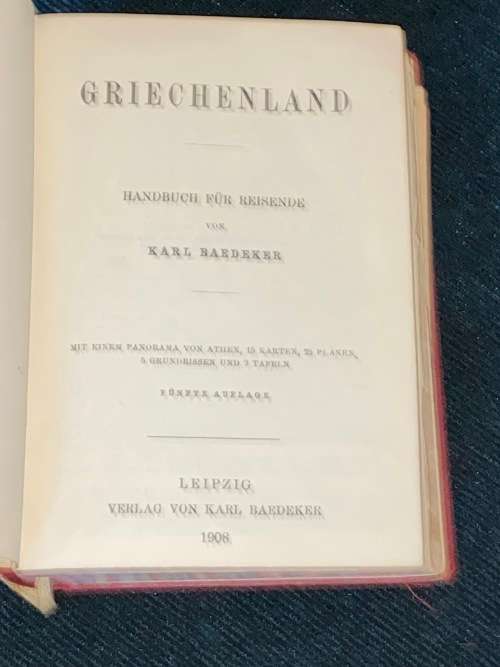 GRIECHENLAND
HANDBUCH FÜR REISENDE
VON
KARL BAEDEKER
MIT EINEM PANORAMA VON ATHEN, 15 KARTEN, 25 PLÄNEN,
5 GRUNDRISSEN UND 2 TAFELN
FÜNFTE AUFLAGE
LEIPZIG
VERLAG VON KARL BAEDEKER
1908